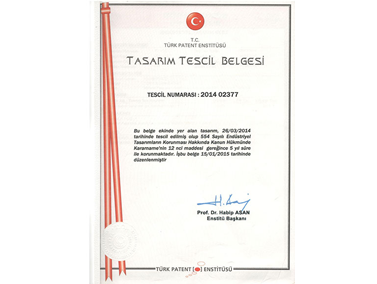 T.C.
TÜRK PATENT ENSTİTÜSÜ
TASARIM TESCİL BELGESİ
TESCİL NUMARASI : 2014 02377
Bu belge ekinde yer alan tasarım, 26/03/2014
tarihinde tescil edilmiş olup 554 Sayılı Endüstriyel
Tasarımların Korunması Hakkında Kanun Hükmünde
Kararname'nin 12 nci maddesi gereğince 5 yıl süre
ile korunmaktadır. İşbu belge 15/01/2015 tarihinde
düzenlenmiştir
Prof. Dr. Habip ASAN
Enstitü Başkanı
TÜRK PATENT ENSTİTÜSÜ